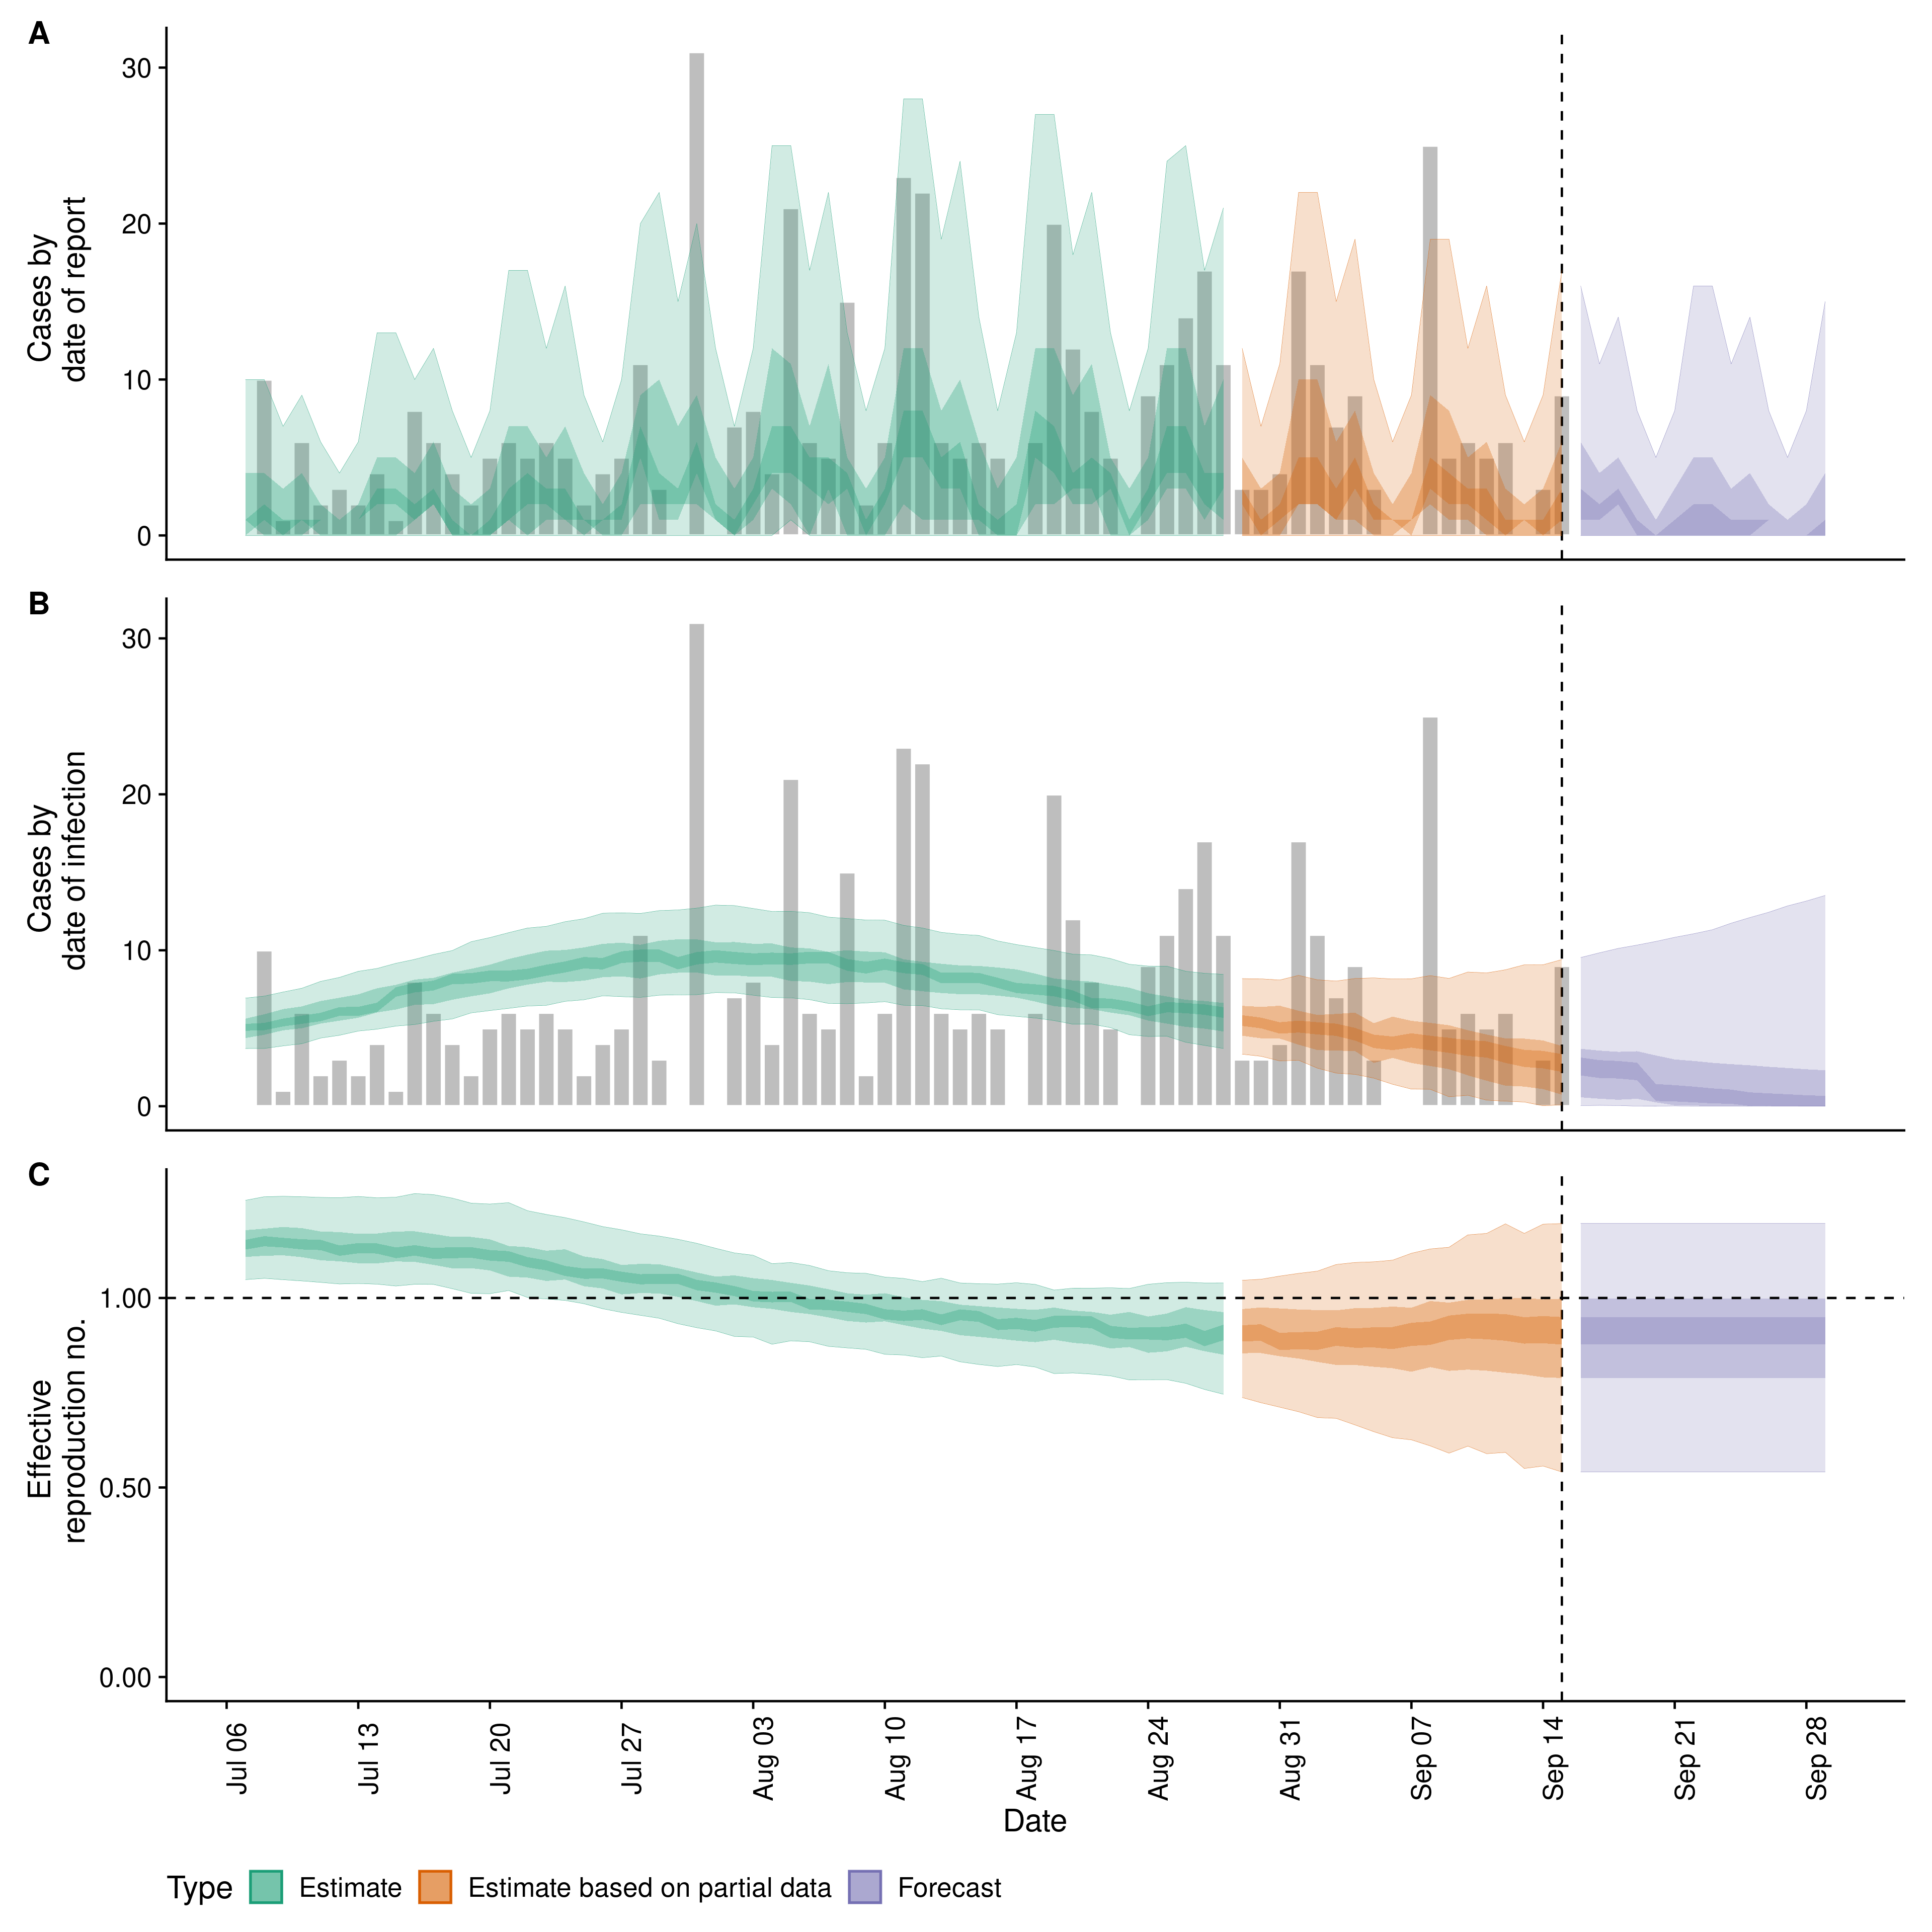 A
30
20
10
0
Cases by
date of report
B
30
20
10
0
Cases by
date of infection
C
1.00
0.50
0.00
Effective
reproduction no.
Jul 06
Jul 13
Jul 20
Jul 27
Aug 03
Aug 10
Aug 17
Aug 24
Aug 31
Sep 07
Sep 14
Sep 21
Sep 28
Date
Type Estimate Estimate based on partial data Forecast